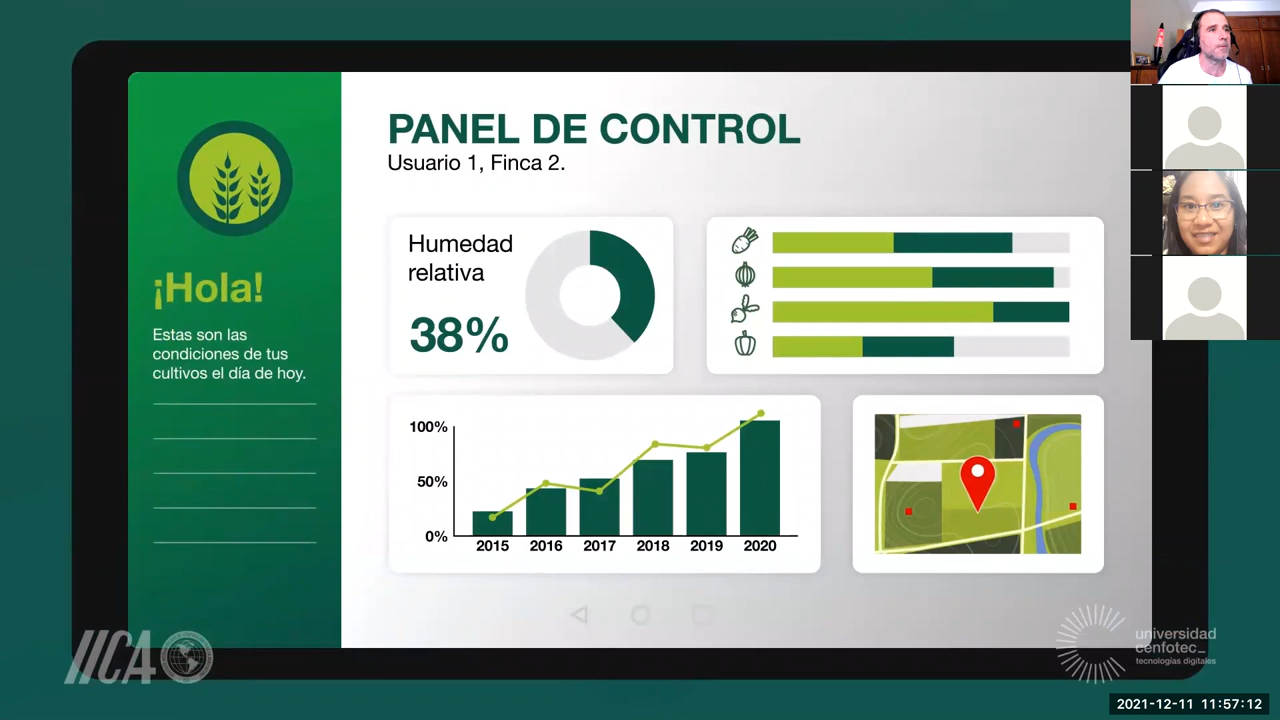 PANEL DE CONTROL
Usuario 1, Finca 2.
¡Hola!
Estas son las
condiciones de tus
cultivos el día de hoy.
Humedad
relativa
38%
100%
50%
0%
2015 2016 2017 2018 2019 2020
IICA
universidad
cenfotec_
tecnologías digitales
2021-12-11 11:57:12